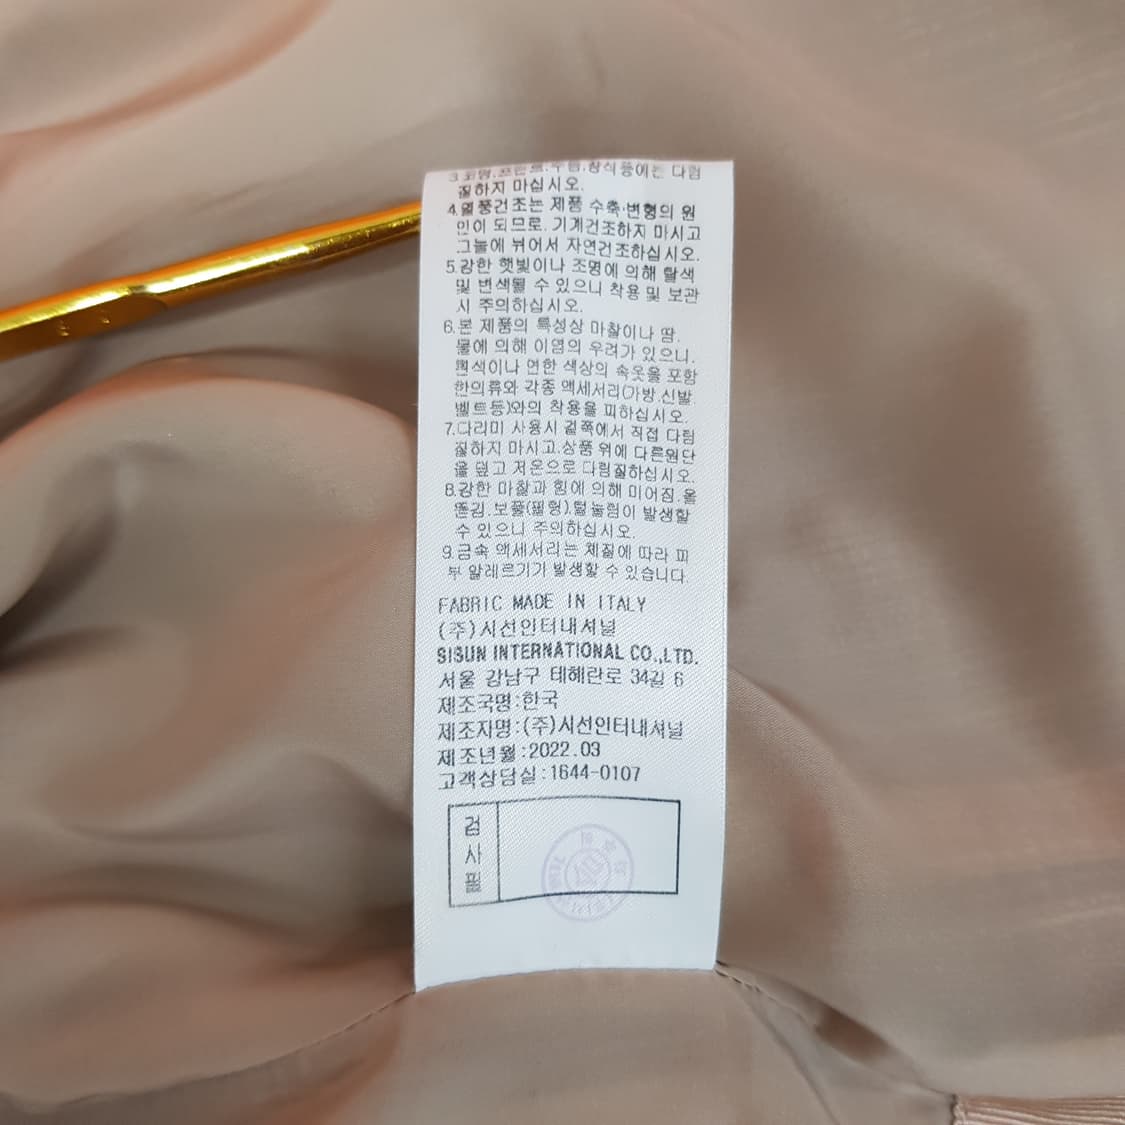 3.
장식등에는 다림
질하지 마십시오.
4.열풍건조는 제품 수축·변형의 원
인이 되므로. 기계건조하지 마시고
그늘에 뉘어서 자연건조하십시오.
5.강한 햇빛이나 조명에 의해 탈색
및 변색될 수 있으니 착용 및 보관
시 주의하십시오.
6.본 제품의 특성상 마찰이나 땀.
물에 의해 이염의 우려가 있으니.
흰색이나 연한 색상의 속옷을 포함
한의류와 각종 액세서리(가방.신발.
벨트등)와의 착용을 피하십시오.
7.다리미 사용시 겉쪽에서 직접 다림
질하지 마시고.상품 위에 다른원단
을 덮고 저온으로 다림질하십시오.
8.강한 마찰과 힘에 의해 미어짐.올
뜯김.보풀(필링).털눌림이 발생할
수 있으니 주의하십시오.
9.금속 액세서리는 체질에 따라 피
부 알레르기가 발생할 수 있습니다.
FABRIC MADE IN ITALY
(주)시선인터내셔널
SISUN INTERNATIONAL CO.,LTD.
서울 강남구 테헤란로 34길 6
제조국명:한국
제조자명:(주)시선인터내셔널
제조년월:2022.03
고객상담실:1644-0107
검
사
필